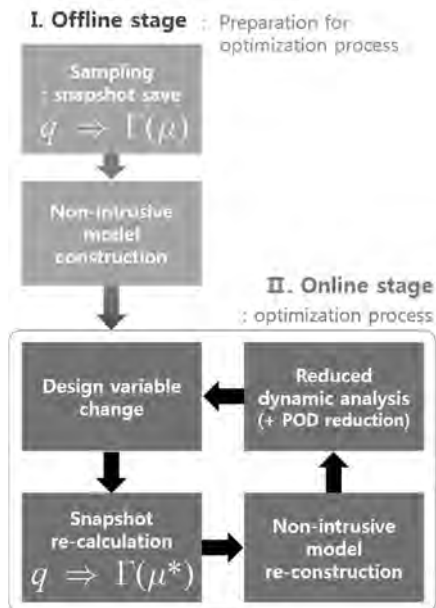 I. Offline stage : Preparation for
optimization process
Sampling
: snapshot save
q ⇒ Γ(μ)
Non-intrusive
model
construction
II. Online stage
: optimization process
Design variable
change
Reduced
dynamic analysis
(+ POD reduction)
Snapshot
re-calculation
q ⇒ Γ(μ*)
Non-intrusive
model
re-construction